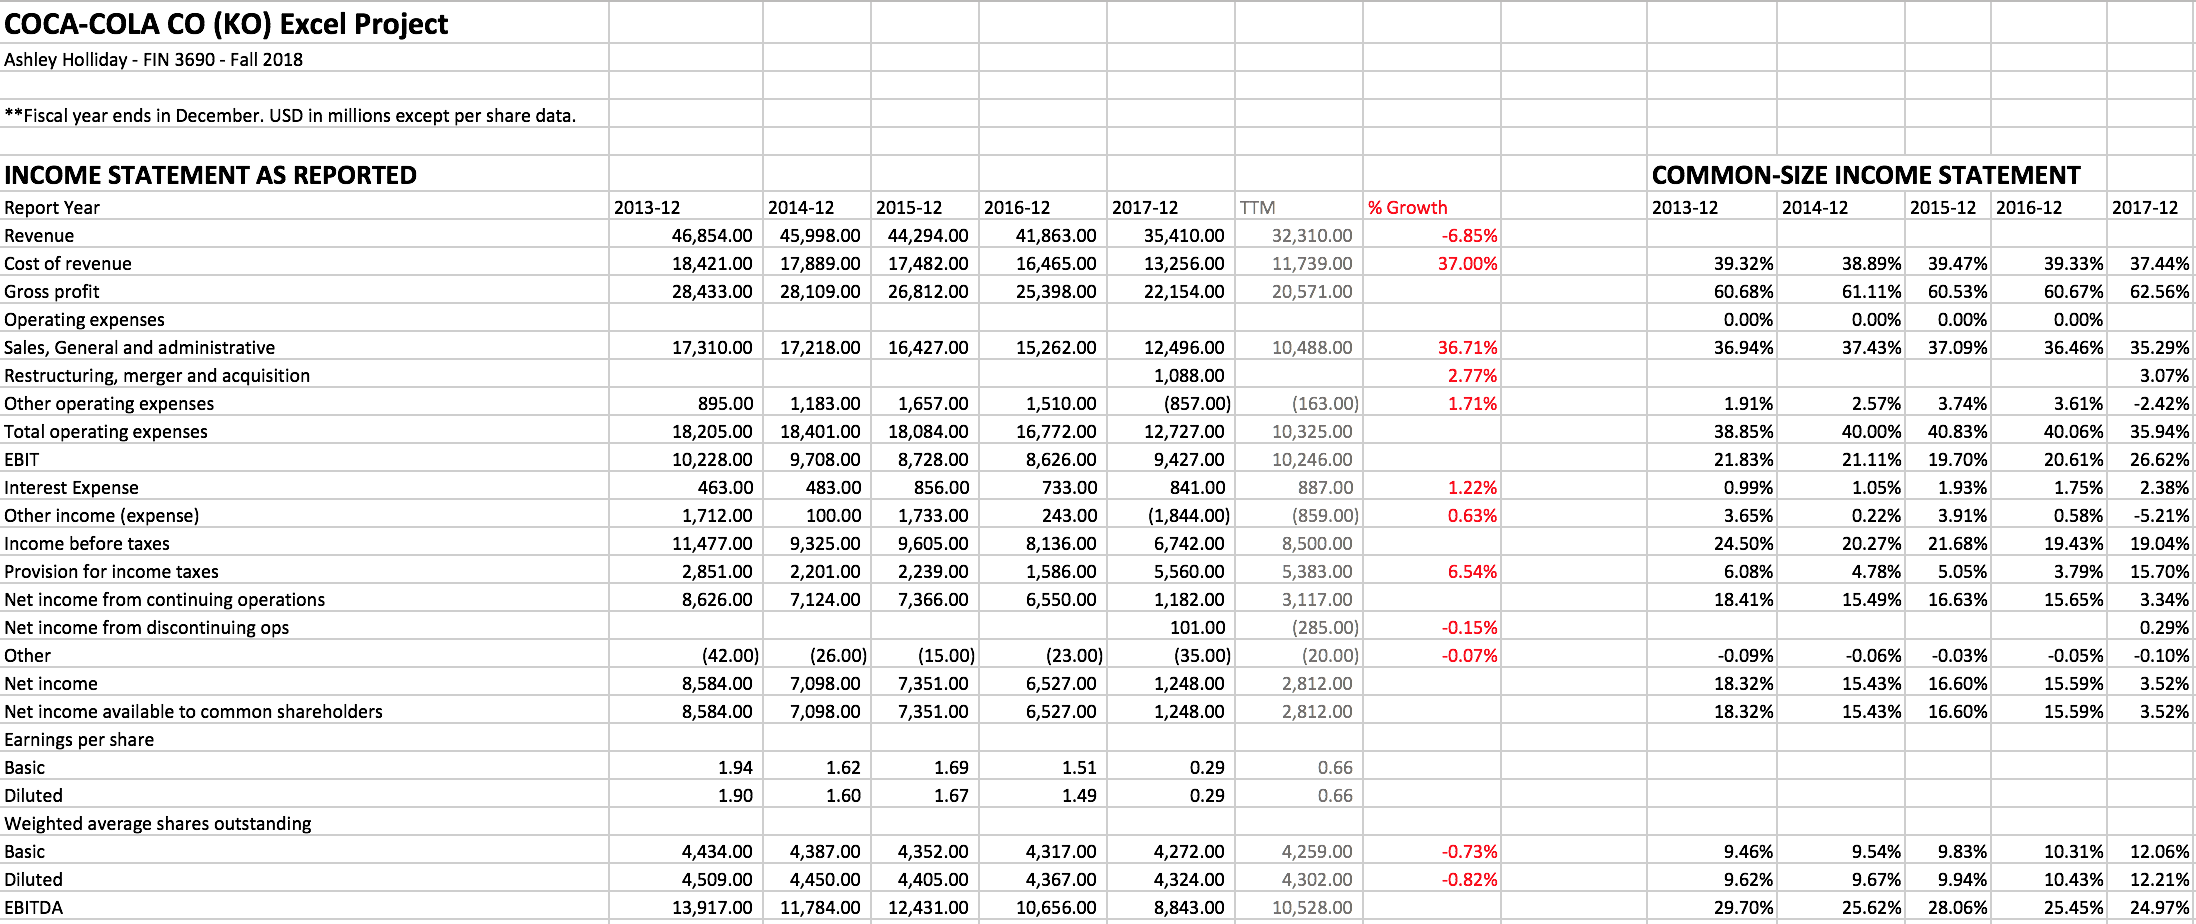 COCA-COLA CO (KO) Excel Project
Ashley Holliday - FIN 3690 - Fall 2018
**Fiscal year ends in December. USD in millions except per share data.
INCOME STATEMENT AS REPORTED COMMON-SIZE INCOME STATEMENT
Report Year 2013-12 2014-12 2015-12 2016-12 2017-12 TTM % Growth 2013-12 2014-12 2015-12 2016-12 2017-12
Revenue 46,854.00 45,998.00 44,294.00 41,863.00 35,410.00 32,310.00 -6.85%
Cost of revenue 18,421.00 17,889.00 17,482.00 16,465.00 13,256.00 11,739.00 37.00% 39.32% 38.89% 39.47% 39.33% 37.44%
Gross profit 28,433.00 28,109.00 26,812.00 25,398.00 22,154.00 20,571.00 60.68% 61.11% 60.53% 60.67% 62.56%
Operating expenses 0.00% 0.00% 0.00% 0.00%
Sales, General and administrative 17,310.00 17,218.00 16,427.00 15,262.00 12,496.00 10,488.00 36.71% 36.94% 37.43% 37.09% 36.46% 35.29%
Restructuring, merger and acquisition 1,088.00 2.77% 3.07%
Other operating expenses 895.00 1,183.00 1,657.00 1,510.00 (857.00) (163.00) 1.71% 1.91% 2.57% 3.74% 3.61% -2.42%
Total operating expenses 18,205.00 18,401.00 18,084.00 16,772.00 12,727.00 10,325.00 38.85% 40.00% 40.83% 40.06% 35.94%
EBIT 10,228.00 9,708.00 8,728.00 8,626.00 9,427.00 10,246.00 21.83% 21.11% 19.70% 20.61% 26.62%
Interest Expense 463.00 483.00 856.00 733.00 841.00 887.00 1.22% 0.99% 1.05% 1.93% 1.75% 2.38%
Other income (expense) 1,712.00 100.00 1,733.00 243.00 (1,844.00) (859.00) 0.63% 3.65% 0.22% 3.91% 0.58% -5.21%
Income before taxes 11,477.00 9,325.00 9,605.00 8,136.00 6,742.00 8,500.00 24.50% 20.27% 21.68% 19.43% 19.04%
Provision for income taxes 2,851.00 2,201.00 2,239.00 1,586.00 5,560.00 5,383.00 6.54% 6.08% 4.78% 5.05% 3.79% 15.70%
Net income from continuing operations 8,626.00 7,124.00 7,366.00 6,550.00 1,182.00 3,117.00 18.41% 15.49% 16.63% 15.65% 3.34%
Net income from discontinuing ops 101.00 (285.00) -0.15% 0.29%
Other (42.00) (26.00) (15.00) (23.00) (35.00) (20.00) -0.07% -0.09% -0.06% -0.03% -0.05% -0.10%
Net income 8,584.00 7,098.00 7,351.00 6,527.00 1,248.00 2,812.00 18.32% 15.43% 16.60% 15.59% 3.52%
Net income available to common shareholders 8,584.00 7,098.00 7,351.00 6,527.00 1,248.00 2,812.00 18.32% 15.43% 16.60% 15.59% 3.52%
Earnings per share
Basic 1.94 1.62 1.69 1.51 0.29 0.66
Diluted 1.90 1.60 1.67 1.49 0.29 0.66
Weighted average shares outstanding
Basic 4,434.00 4,387.00 4,352.00 4,317.00 4,272.00 4,259.00 -0.73% 9.46% 9.54% 9.83% 10.31% 12.06%
Diluted 4,509.00 4,450.00 4,405.00 4,367.00 4,324.00 4,302.00 -0.82% 9.62% 9.67% 9.94% 10.43% 12.21%
EBITDA 13,917.00 11,784.00 12,431.00 10,656.00 8,843.00 10,528.00 29.70% 25.62% 28.06% 25.45% 24.97%